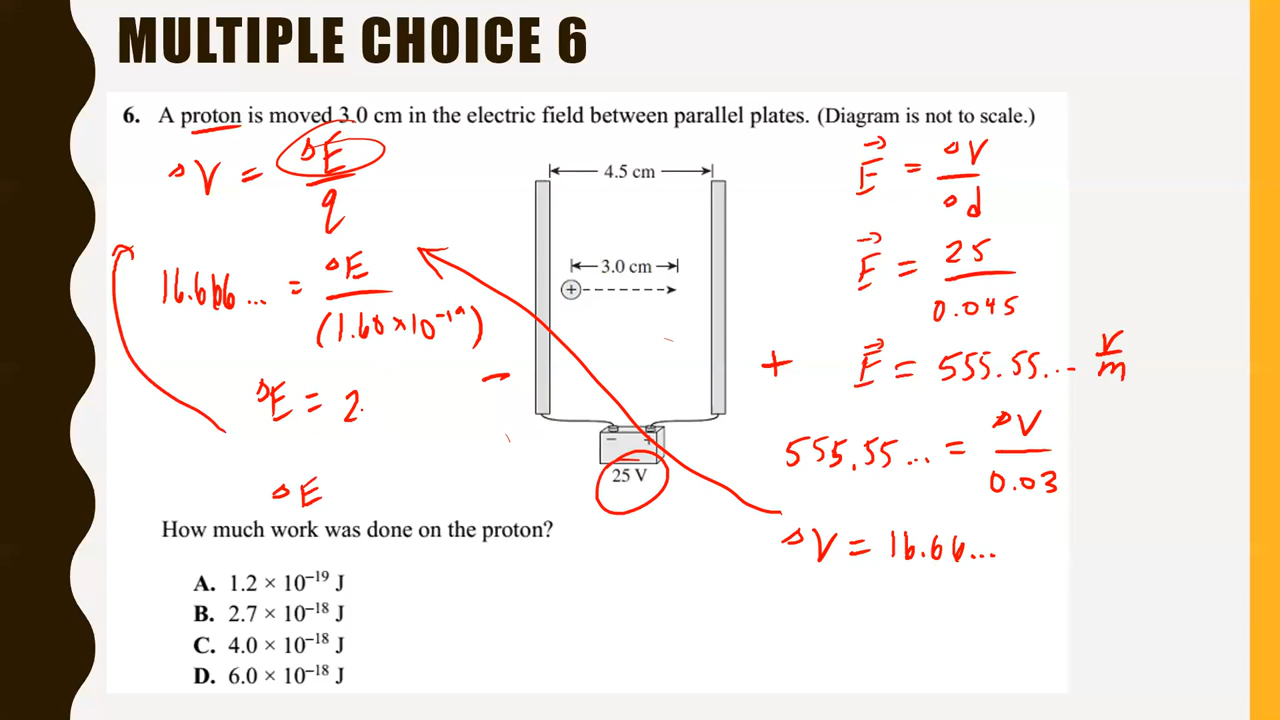 MULTIPLE CHOICE 6
6. A proton is moved 3.0 cm in the electric field between parallel plates. (Diagram is not to scale.)
ΔV = ΔE / q
4.5 cm
E⃗ = ΔV / Δd
16.666... = ΔE / (1.60 × 10⁻¹⁹)
3.0 cm
+
E⃗ = 25 / 0.045
ΔE = 2.
−
+
E⃗ = 555.55... V/m
− +
25 V
555.55... = ΔV / 0.03
ΔE
ΔV = 16.66...
How much work was done on the proton?
A. 1.2 × 10⁻¹⁹ J
B. 2.7 × 10⁻¹⁸ J
C. 4.0 × 10⁻¹⁸ J
D. 6.0 × 10⁻¹⁸ J